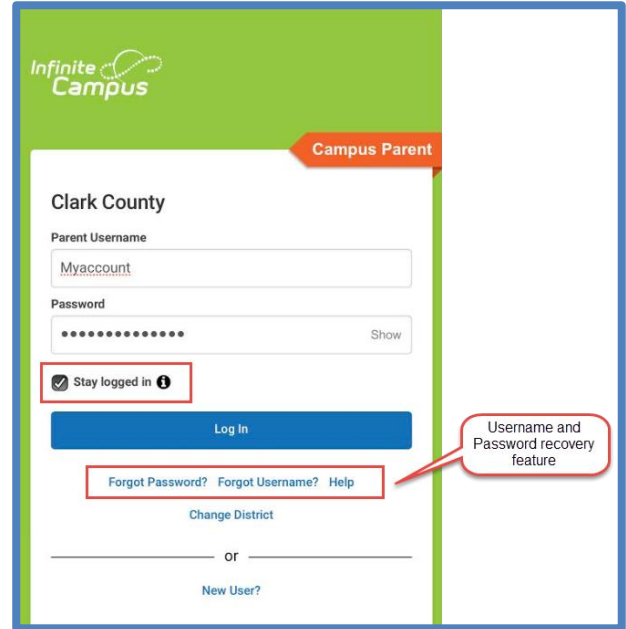 Infinite
Campus
Campus Parent
Clark County
Parent Username
Myaccount
Password
•••••••••••••• Show
Stay logged in
Log In
Forgot Password? Forgot Username? Help
Change District
or
New User?
Username and
Password recovery
feature